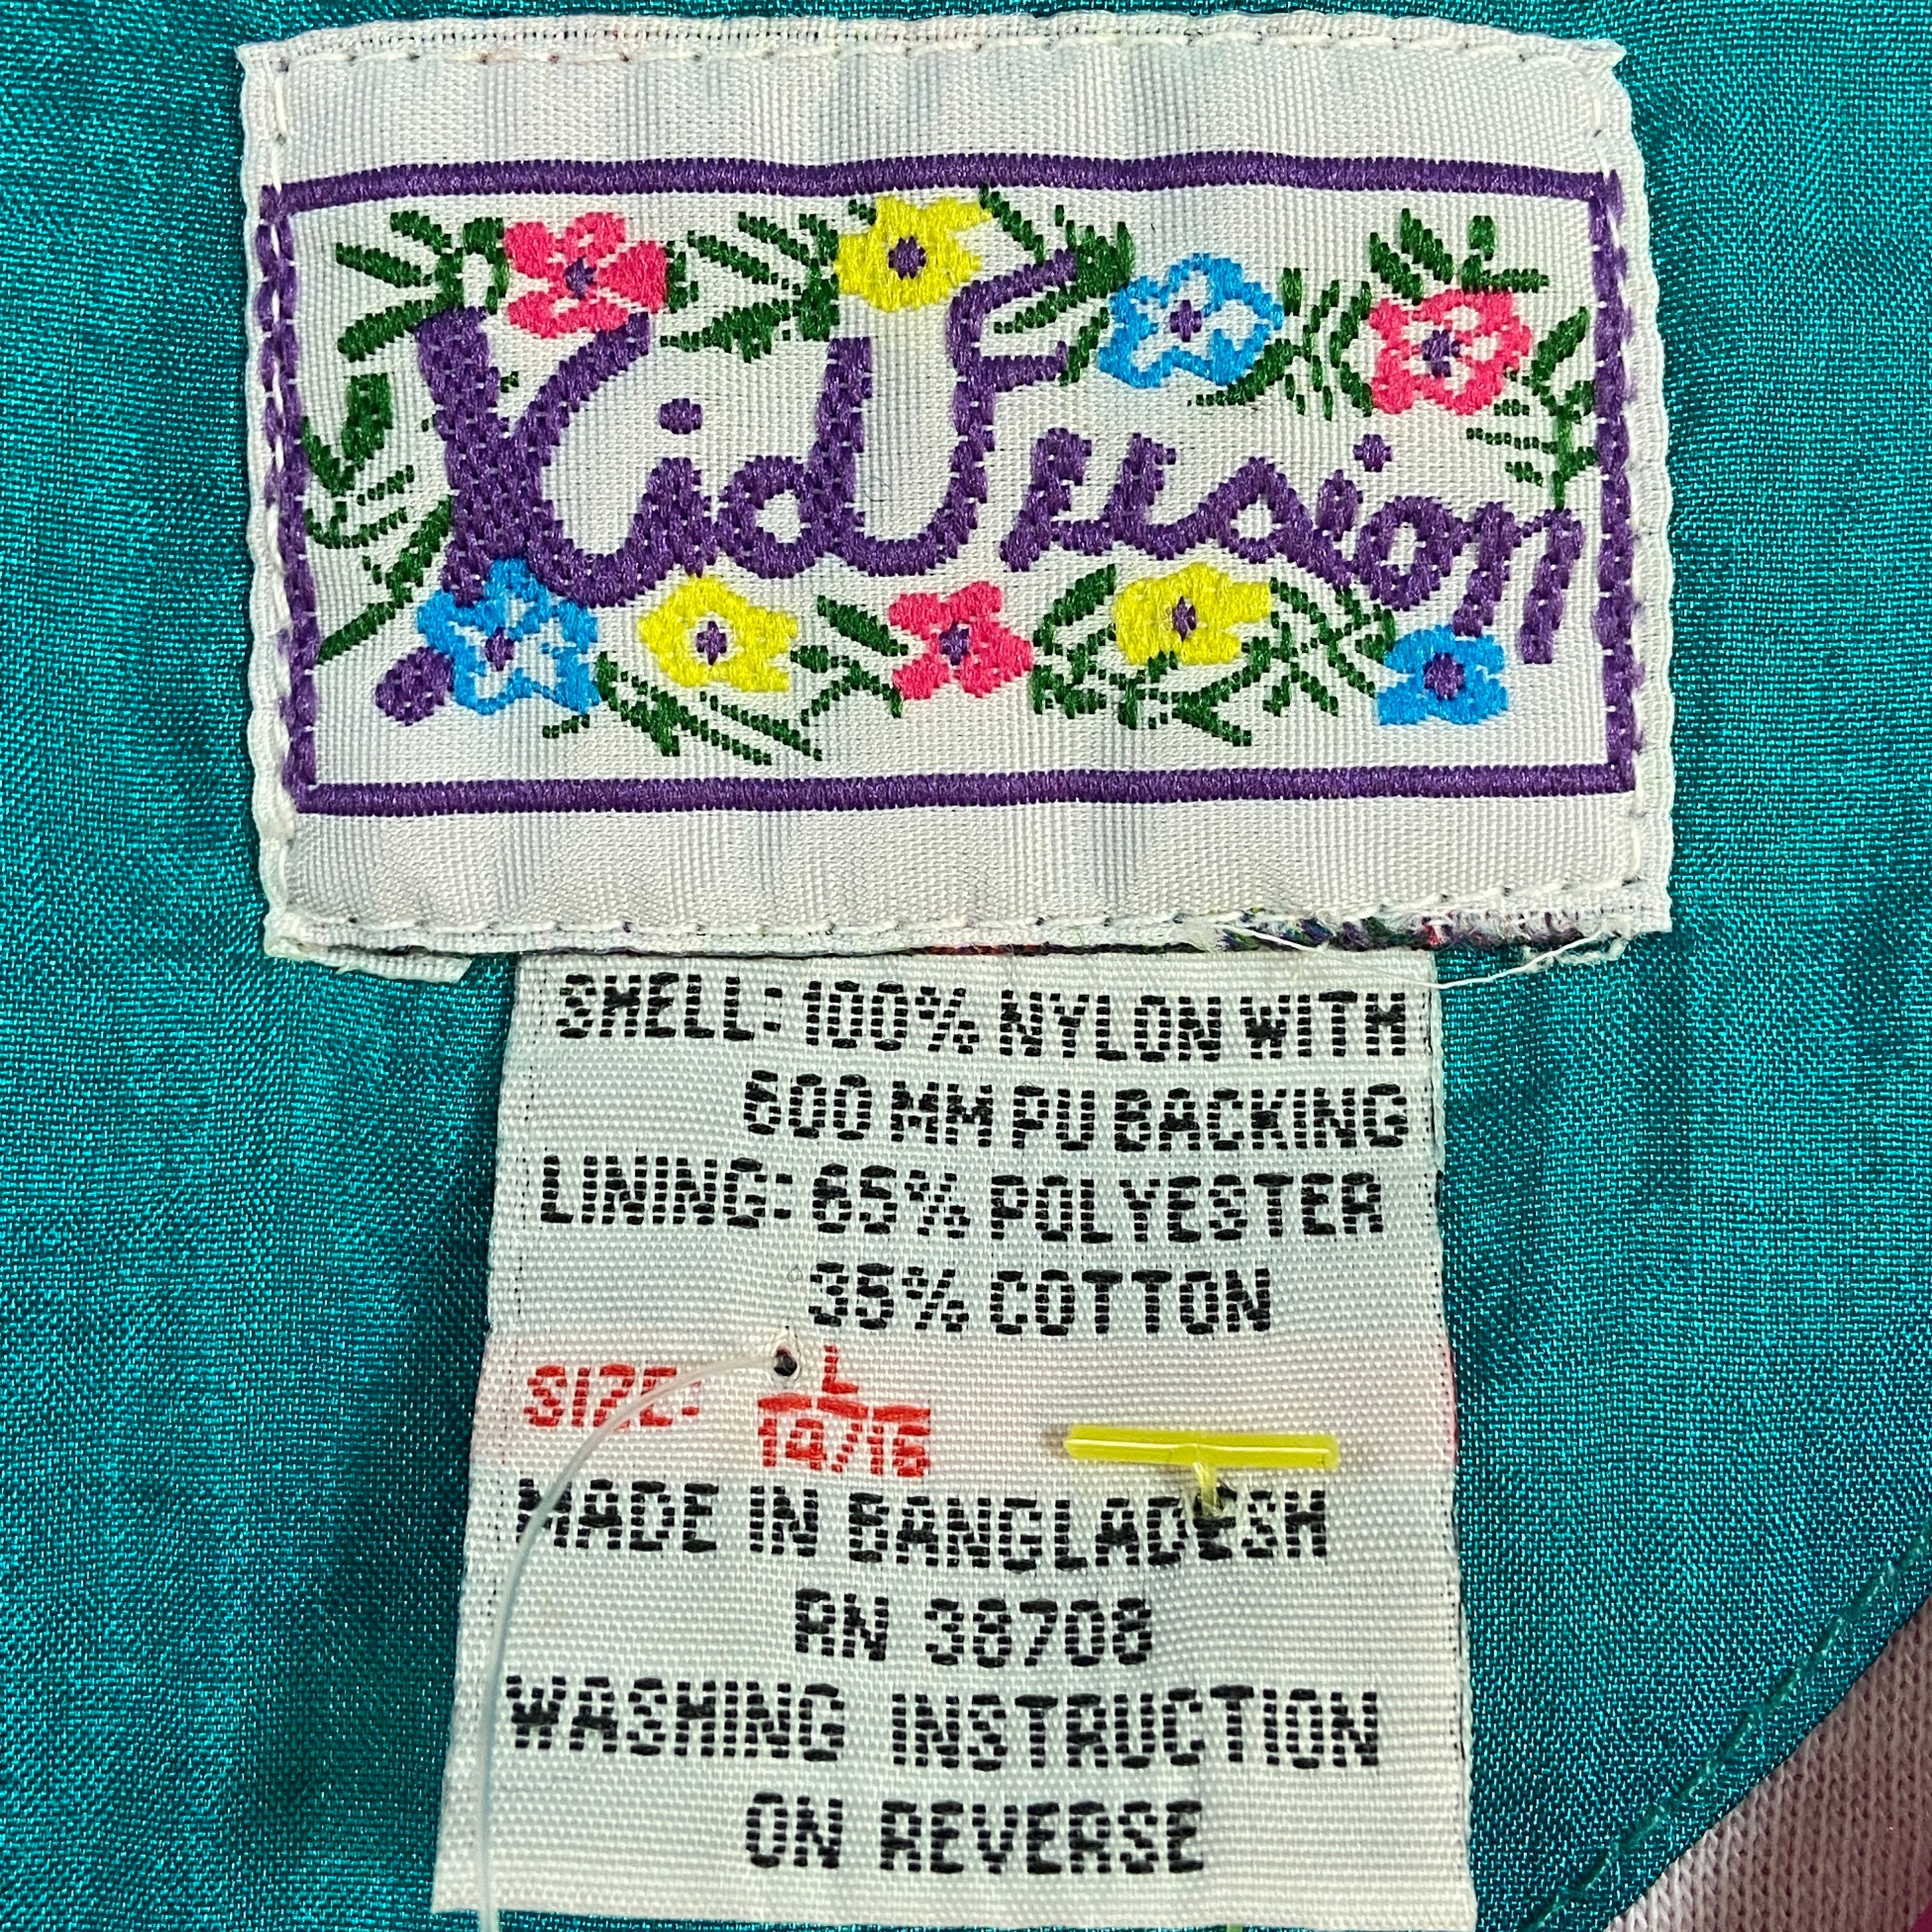 KidFusion
SHELL: 100% NYLON WITH
600 MM PU BACKING
LINING: 65% POLYESTER
35% COTTON
SIZE: L
14/16
MADE IN BANGLADESH
RN 38708
WASHING INSTRUCTION
ON REVERSE